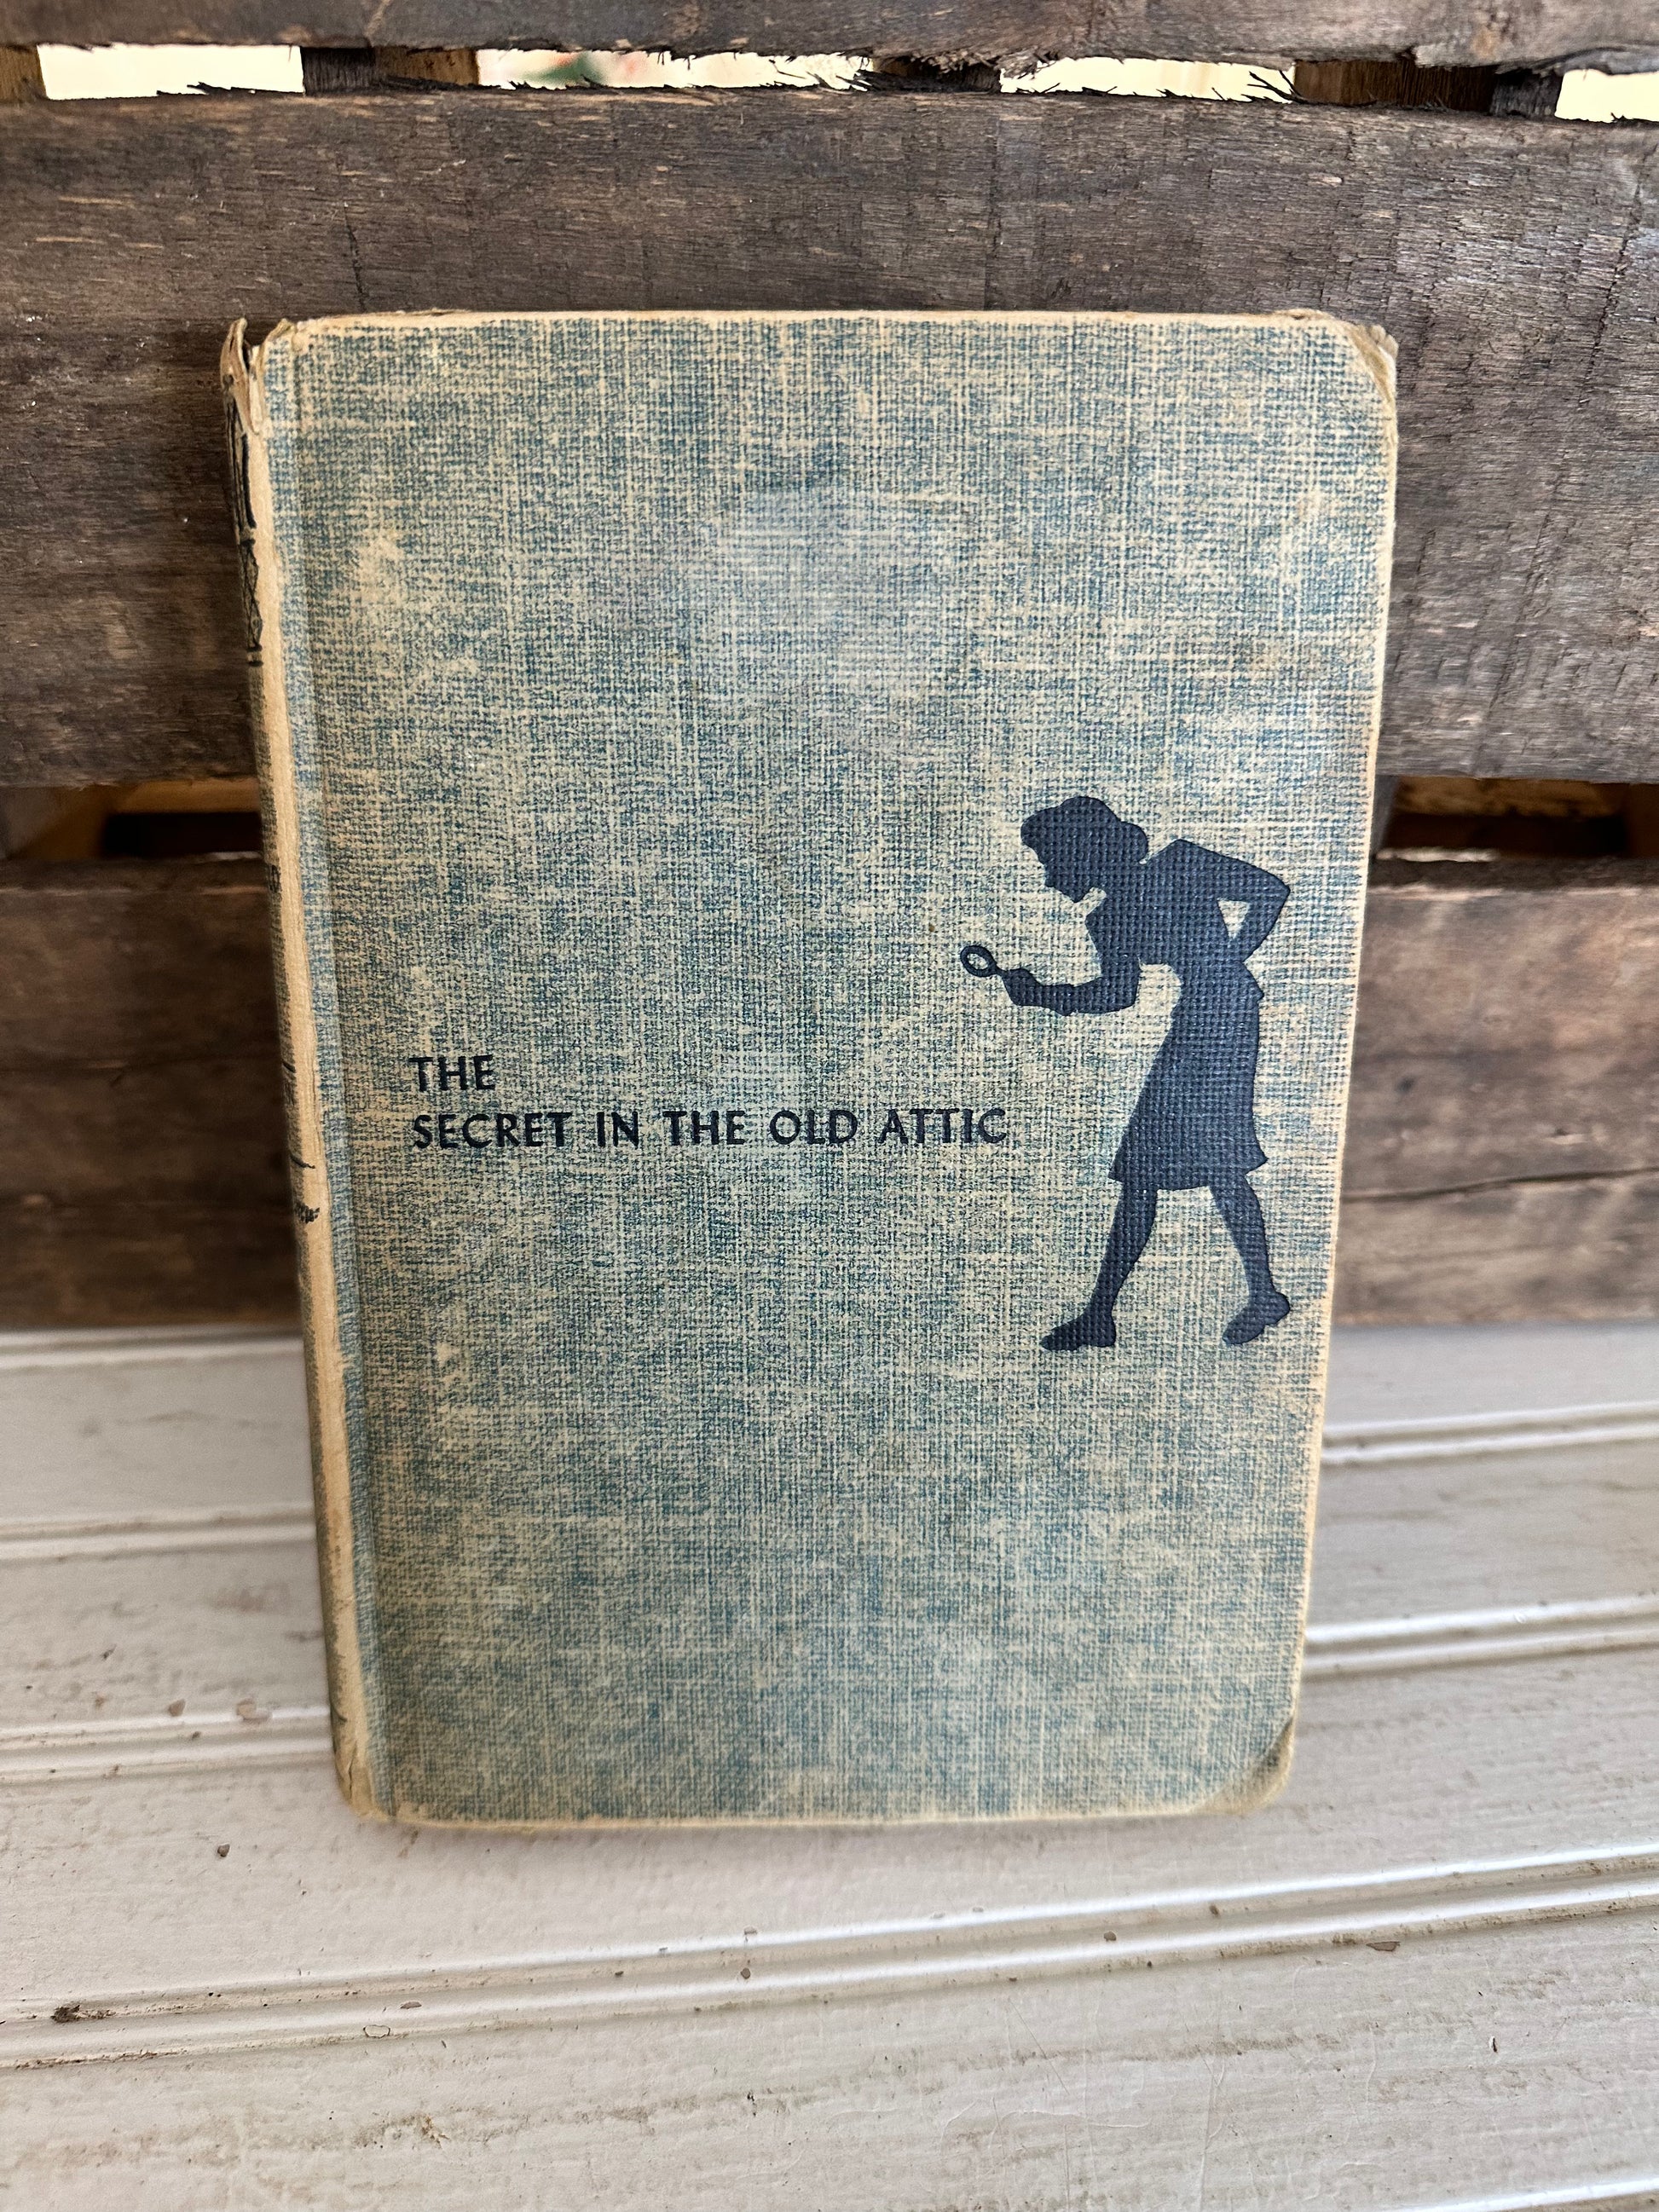 THE
SECRET IN THE OLD ATTIC